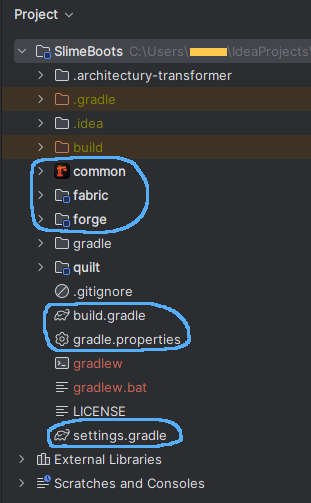 Project
SlimeBoots C:\Users\ \IdeaProjects\
.architectury-transformer
.gradle
.idea
build
common
fabric
forge
gradle
quilt
.gitignore
build.gradle
gradle.properties
gradlew
gradlew.bat
LICENSE
settings.gradle
External Libraries
Scratches and Consoles